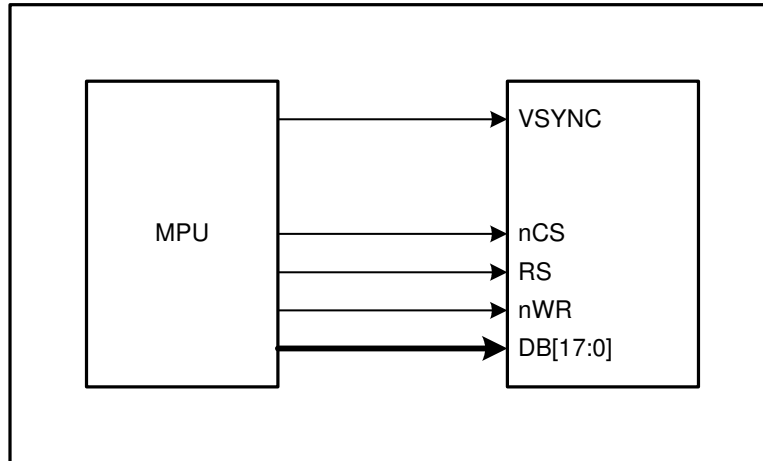 VSYNC
MPU
nCS
RS
nWR
DB[17:0]